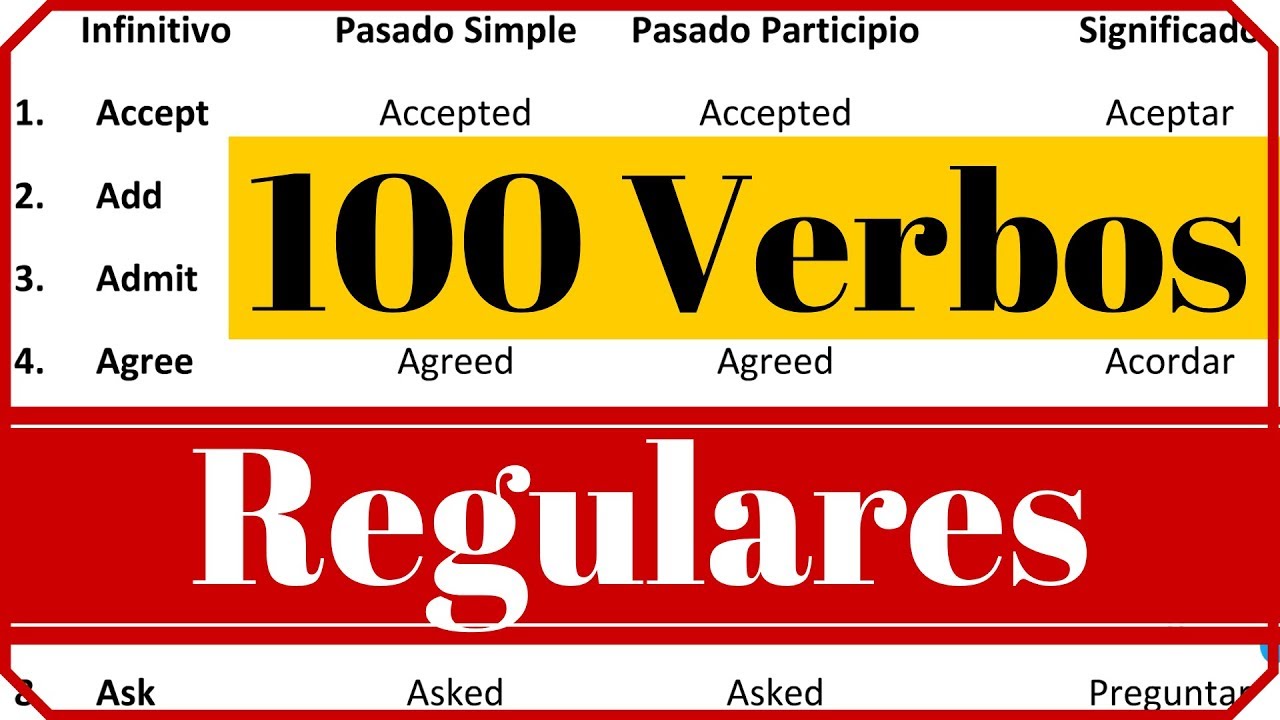 Infinitivo Pasado Simple Pasado Participio Significado
1. Accept Accepted Accepted Aceptar
2. Add
3. Admit
100 Verbos
4. Agree Agreed Agreed Acordar
Regulares
8. Ask Asked Asked Preguntar